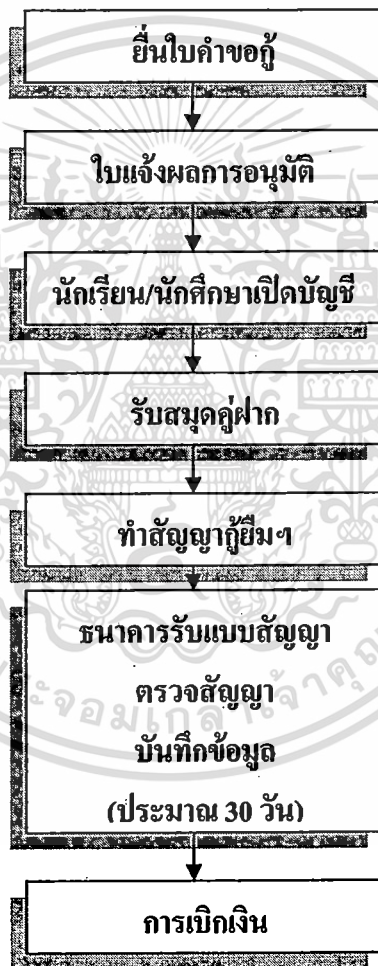 ยื่นใบคำขอกู้
ใบแจ้งผลการอนุมัติ
นักเรียน/นักศึกษาเปิดบัญชี
รับสมุดคู่ฝาก
ทำสัญญากู้ยืมฯ
ธนาคารรับแบบสัญญา
ตรวจสัญญา
บันทึกข้อมูล
(ประมาณ 30 วัน)
การเบิกเงิน